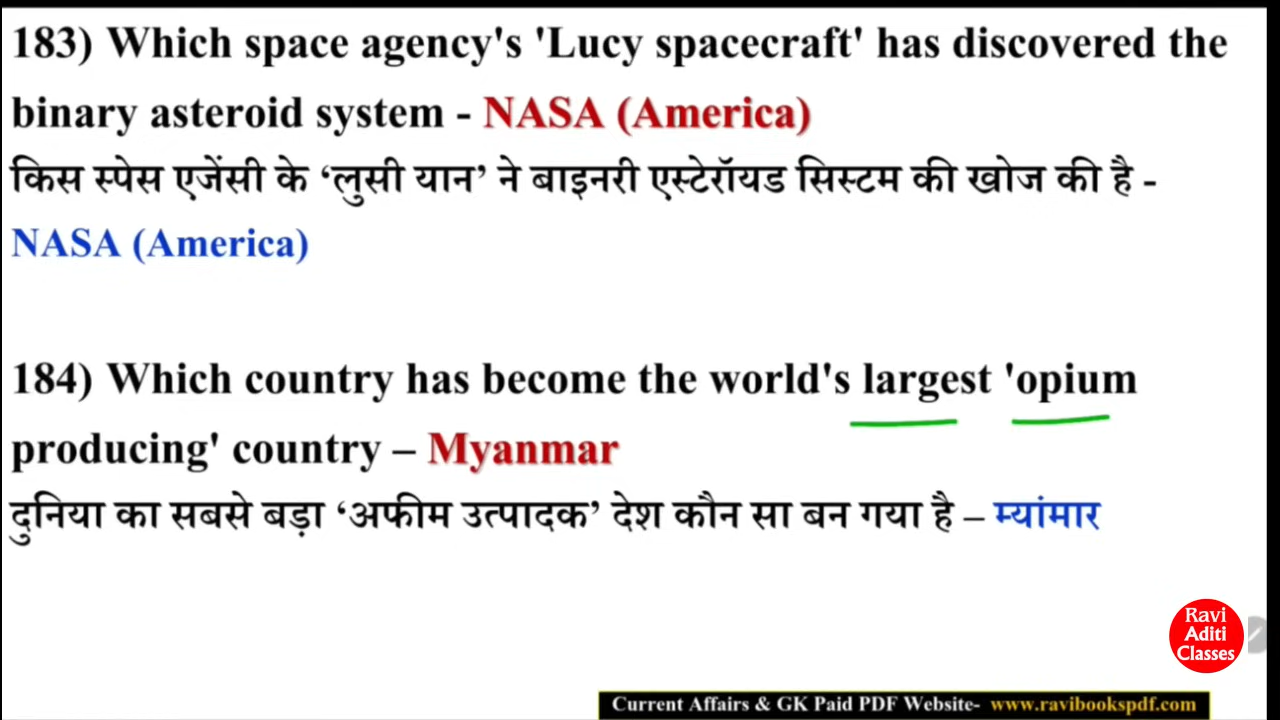 183) Which space agency's 'Lucy spacecraft' has discovered the
binary asteroid system - NASA (America)
किस स्पेस एजेंसी के ‘लुसी यान’ ने बाइनरी एस्टेरॉयड सिस्टम की खोज की है -
NASA (America)
184) Which country has become the world's largest 'opium
producing' country – Myanmar
दुनिया का सबसे बड़ा ‘अफीम उत्पादक’ देश कौन सा बन गया है – म्यांमार
Ravi
Aditi
Classes
Current Affairs & GK Paid PDF Website- www.ravibookspdf.com